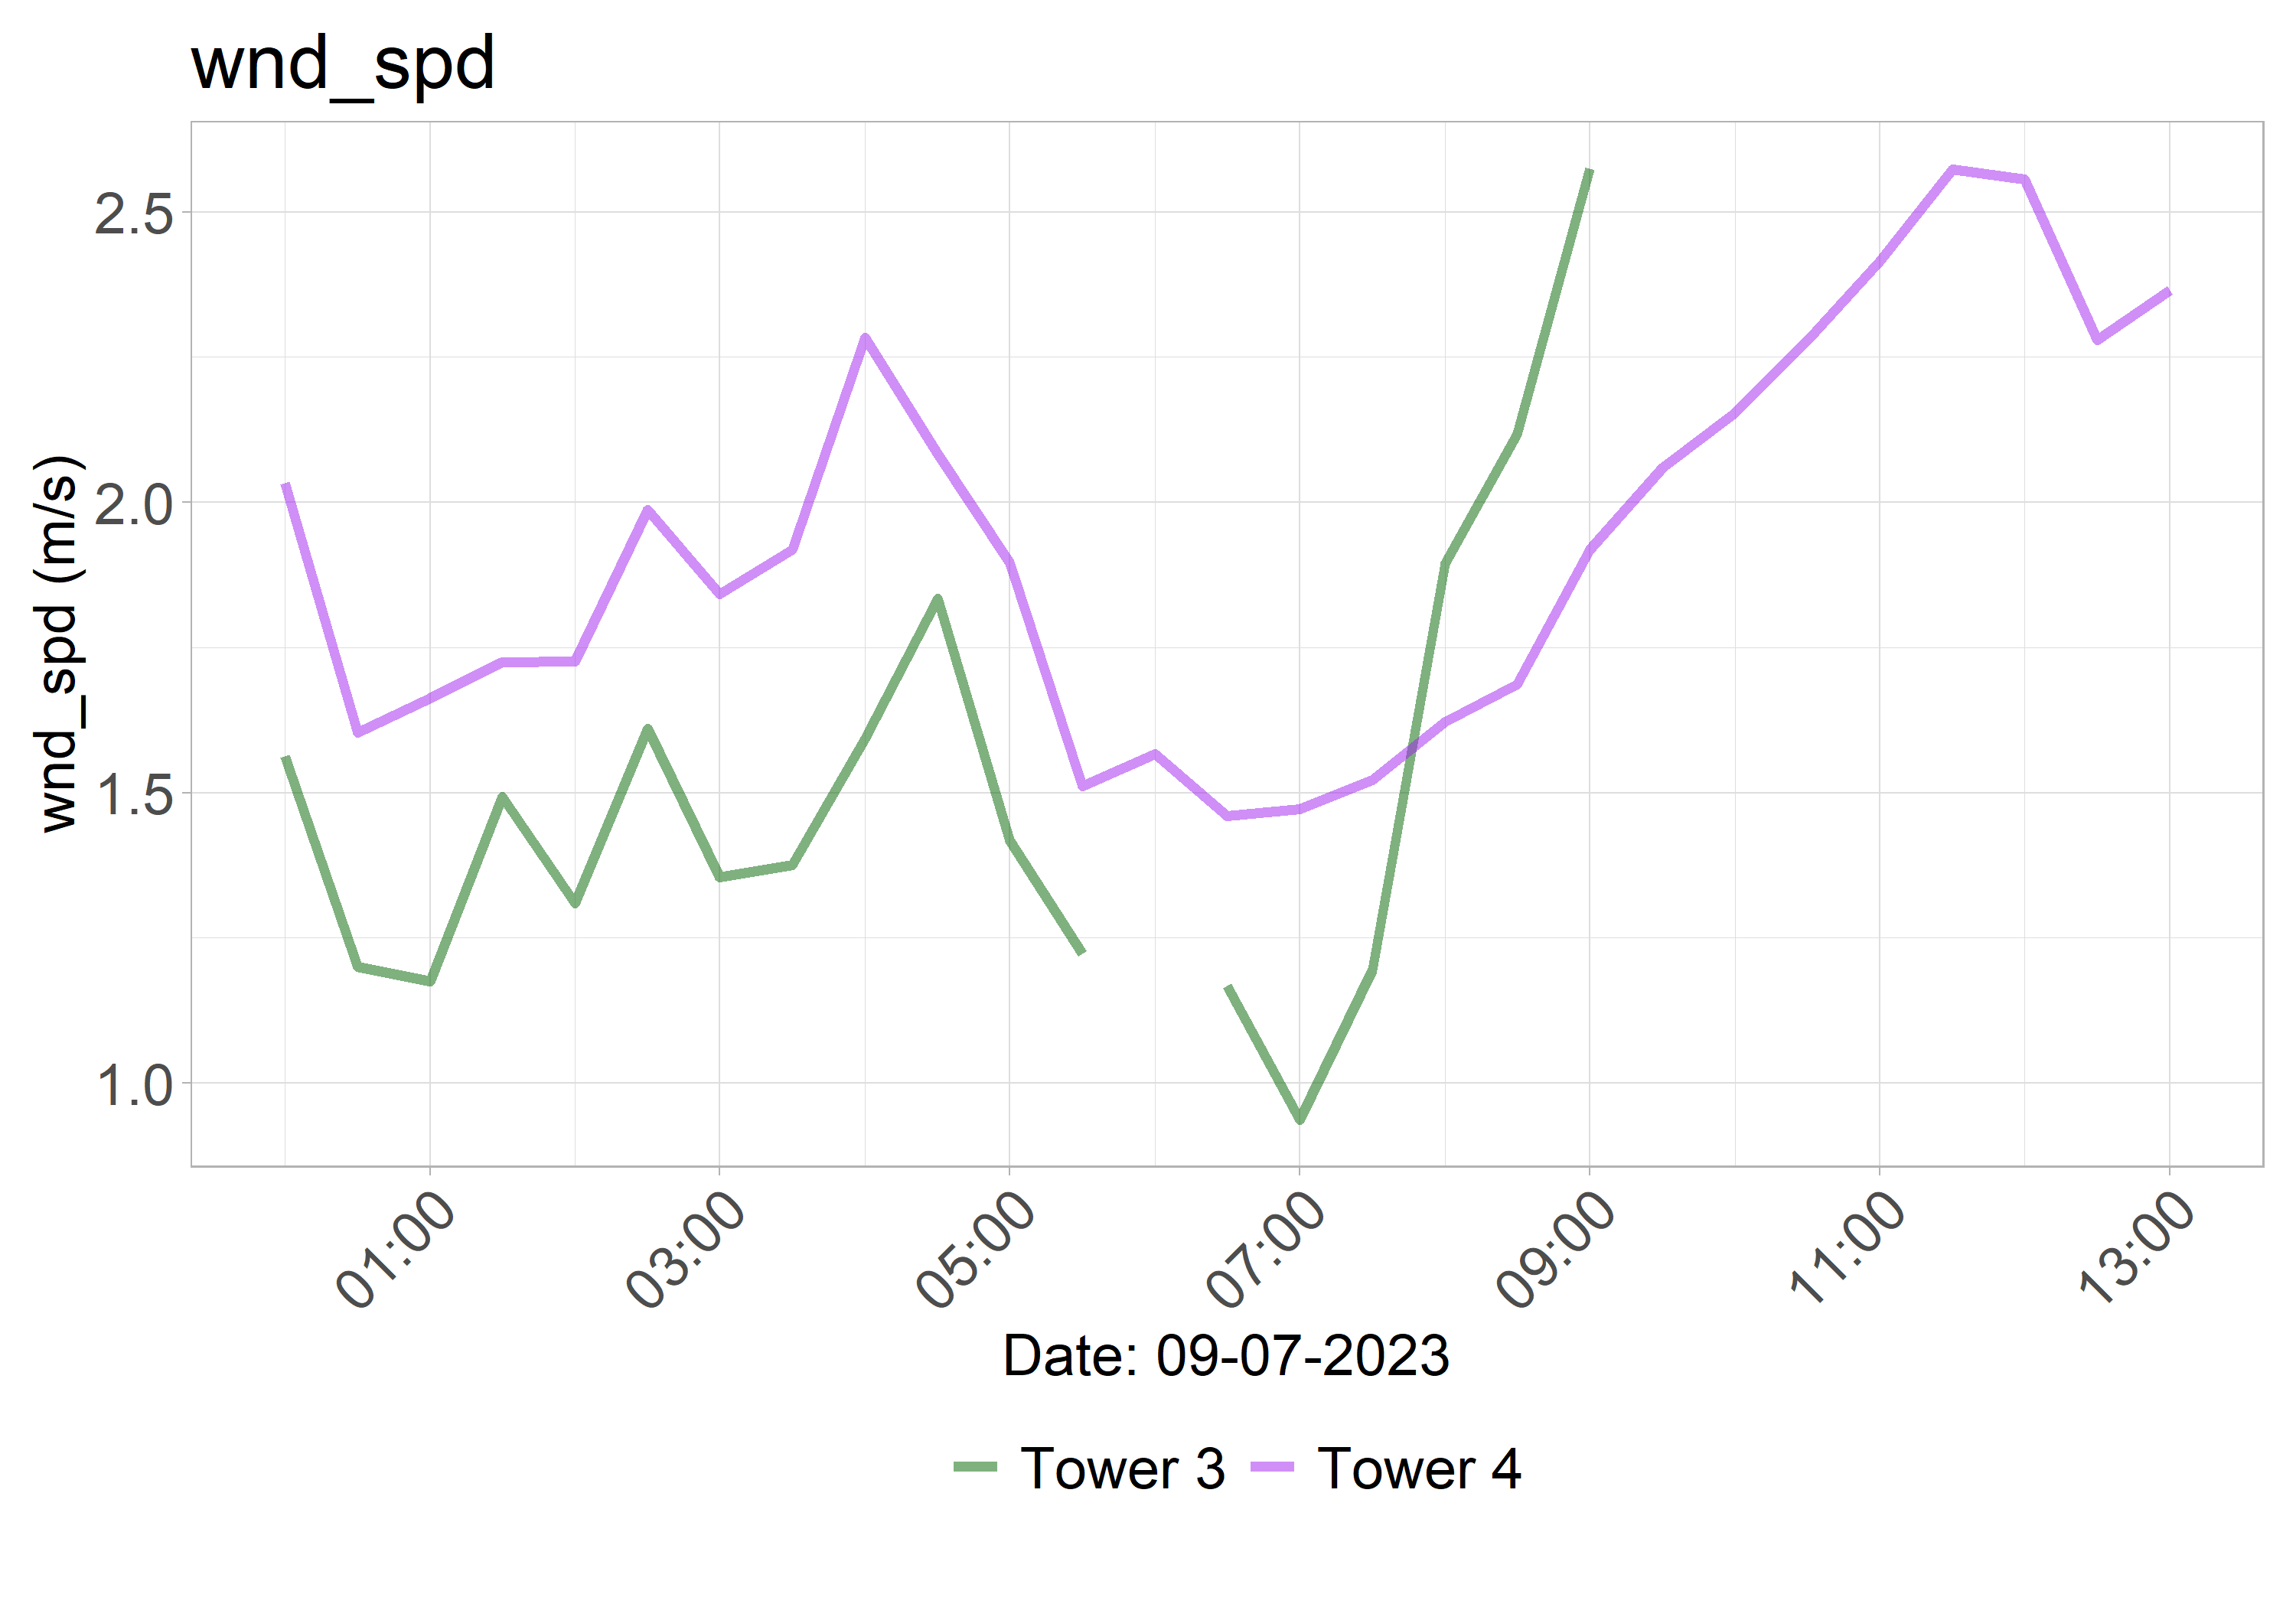 wnd_spd
wnd_spd (m/s)
2.5
2.0
1.5
1.0
01:00 03:00 05:00 07:00 09:00 11:00 13:00
Date: 09-07-2023
Tower 3 Tower 4